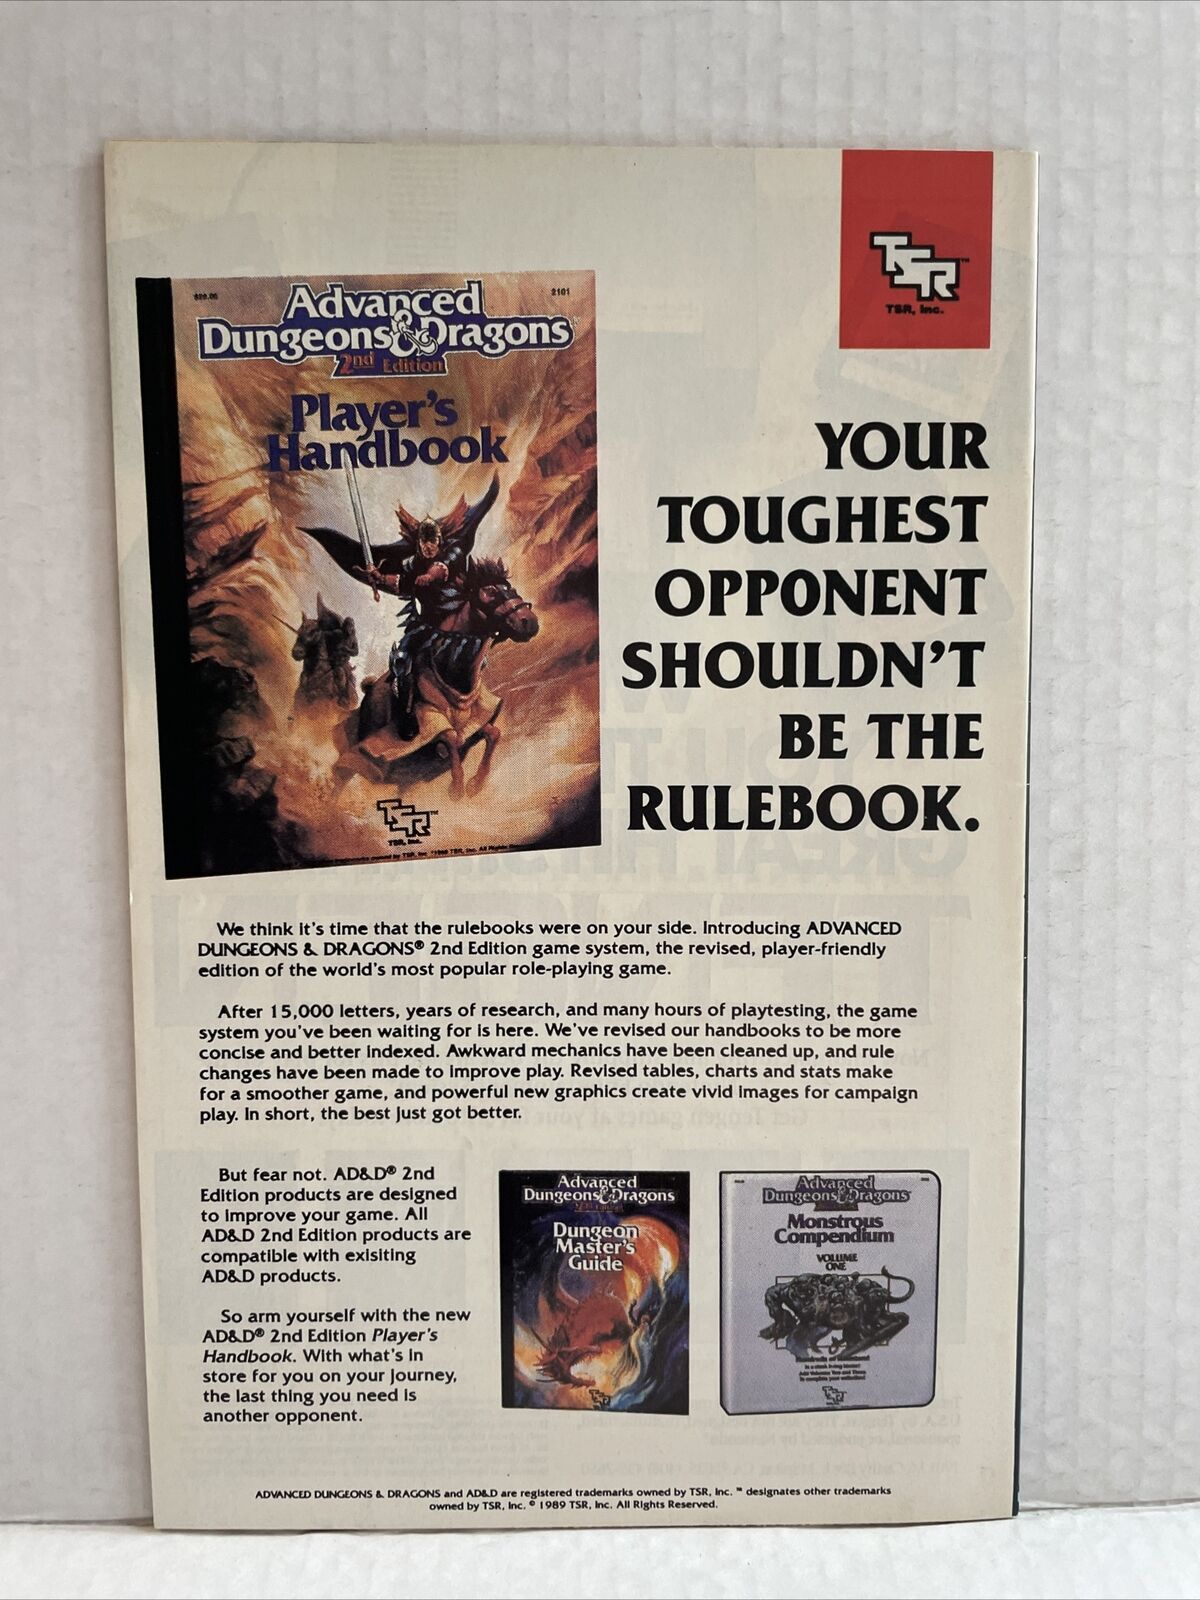 TSR™
TSR, Inc.
$20.00
2101
Advanced
Dungeons & Dragons®
2nd Edition
Player's
Handbook
TSR™
TSR, Inc.
YOUR
TOUGHEST
OPPONENT
SHOULDN'T
BE THE
RULEBOOK.
We think it's time that the rulebooks were on your side. Introducing ADVANCED
DUNGEONS & DRAGONS® 2nd Edition game system, the revised, player-friendly
edition of the world's most popular role-playing game.
After 15,000 letters, years of research, and many hours of playtesting, the game
system you've been waiting for is here. We've revised our handbooks to be more
concise and better indexed. Awkward mechanics have been cleaned up, and rule
changes have been made to improve play. Revised tables, charts and stats make
for a smoother game, and powerful new graphics create vivid images for campaign
play. In short, the best just got better.
But fear not. AD&D® 2nd
Edition products are designed
to improve your game. All
AD&D 2nd Edition products are
compatible with exisiting
AD&D products.
So arm yourself with the new
AD&D® 2nd Edition Player's
Handbook. With what's in
store for you on your journey,
the last thing you need is
another opponent.
Advanced
Dungeons & Dragons
2nd Edition
Dungeon
Master's
Guide
TSR
Advanced
Dungeons & Dragons
Monstrous
Compendium
VOLUME
ONE
TSR
ADVANCED DUNGEONS & DRAGONS and AD&D are registered trademarks owned by TSR, Inc. ™ designates other trademarks
owned by TSR, Inc. © 1989 TSR, Inc. All Rights Reserved.